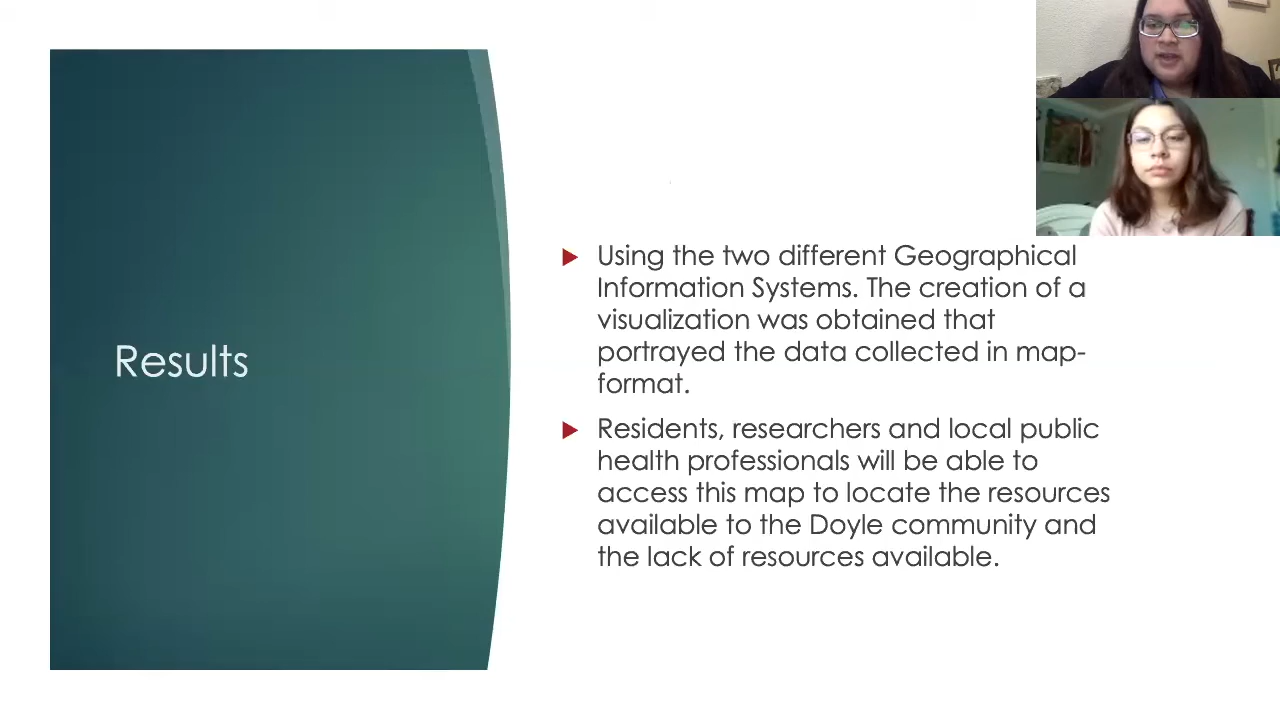 Results
Using the two different Geographical
Information Systems. The creation of a
visualization was obtained that
portrayed the data collected in map-
format.
Residents, researchers and local public
health professionals will be able to
access this map to locate the resources
available to the Doyle community and
the lack of resources available.